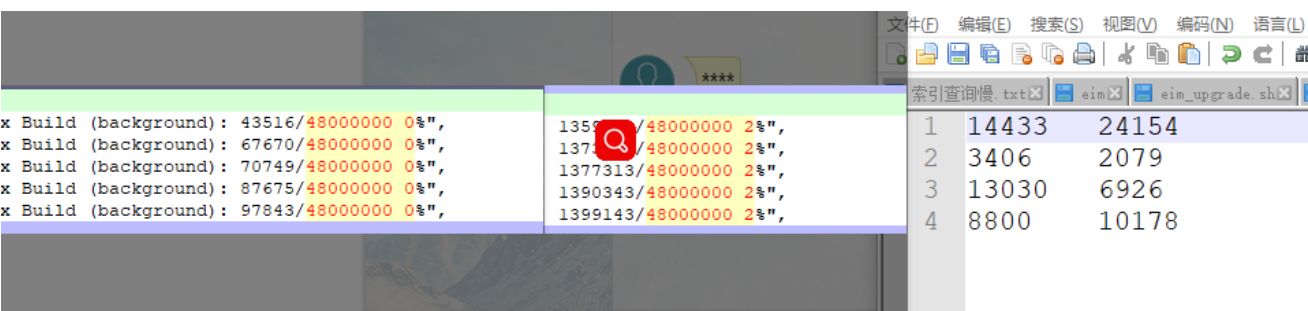 文件(F) 编辑(E) 搜索(S) 视图(V) 编码(N) 语言(L)
****
索引查询慢.txt eim eim_upgrade.sh
x Build (background): 43516/48000000 0%",
x Build (background): 67670/48000000 0%",
x Build (background): 70749/48000000 0%",
x Build (background): 87675/48000000 0%",
x Build (background): 97843/48000000 0%",
/48000000 2%",
/48000000 2%",
1377313/48000000 2%",
1390343/48000000 2%",
1399143/48000000 2%",
1 14433 24154
2 3406 2079
3 13030 6926
4 8800 10178